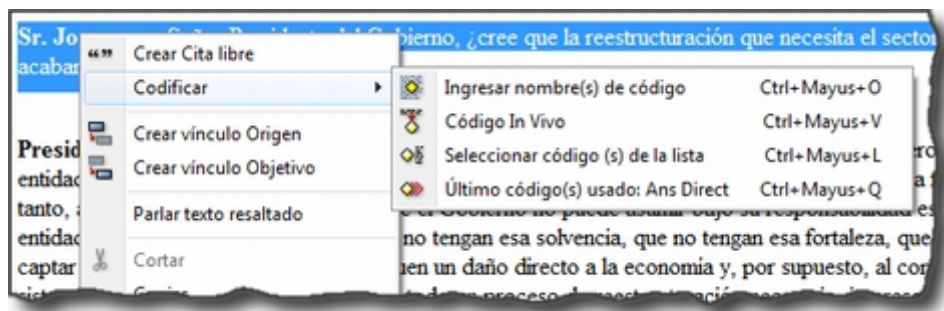 Sr. Jo Señor Presidente del Gobierno, ¿cree que la reestructuración que necesita el sector
acabar
Crear Cita libre
Codificar
Crear vínculo Origen
Crear vínculo Objetivo
Parlar texto resaltado
Cortar
Copiar
Ingresar nombre(s) de código Ctrl+Mayus+O
Código In Vivo Ctrl+Mayus+V
Seleccionar código (s) de la lista Ctrl+Mayus+L
Último código(s) usado: Ans Direct Ctrl+Mayus+Q
Presid
entidad
tanto, el Gobierno no puede asumir bajo su responsabilidad es
entidad no tengan esa solvencia, que no tengan esa fortaleza, que
captar uen un daño directo a la economía y, por supuesto, al con